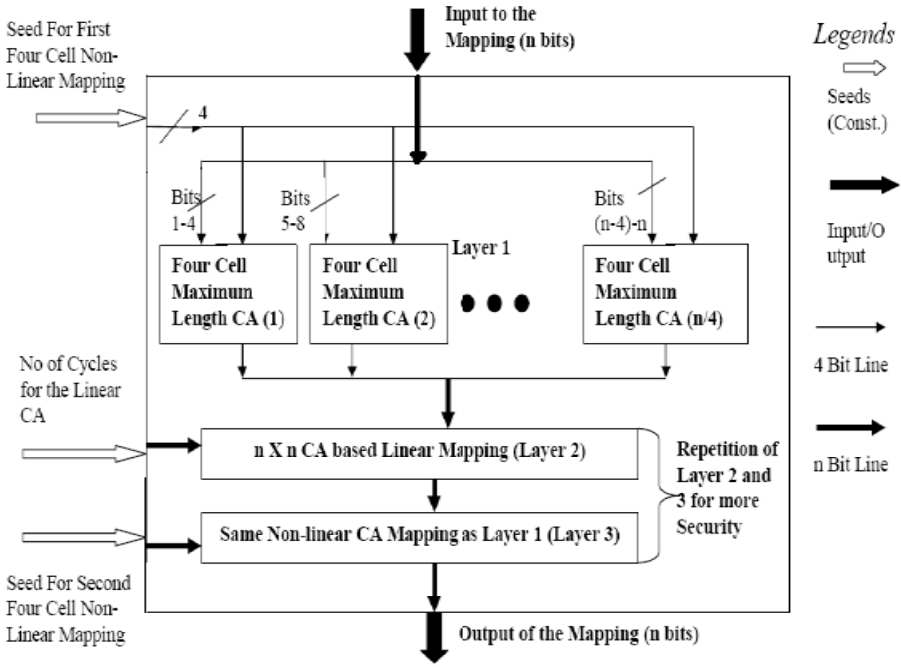 Seed For First
Four Cell Non-
Linear Mapping
Input to the
Mapping (n bits)
Legends
Seeds
(Const.)
4
Bits
1-4
Bits
5-8
Bits
(n-4)-n
Input/O
utput
Layer 1
Four Cell
Maximum
Length CA (1)
Four Cell
Maximum
Length CA (2)
Four Cell
Maximum
Length CA (n/4)
4 Bit Line
No of Cycles
for the Linear
CA
n X n CA based Linear Mapping (Layer 2)
Repetition of
Layer 2 and
3 for more
Security
n Bit Line
Same Non-linear CA Mapping as Layer 1 (Layer 3)
Seed For Second
Four Cell Non-
Linear Mapping
Output of the Mapping (n bits)